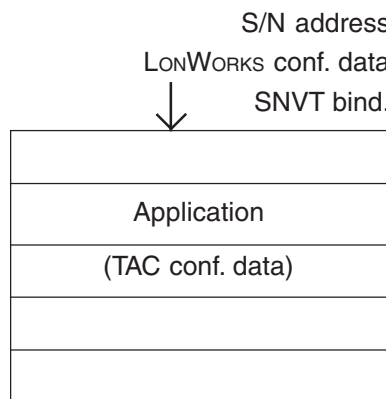 S/N address
LONWORKS conf. data
SNVT bind.
Application
(TAC conf. data)